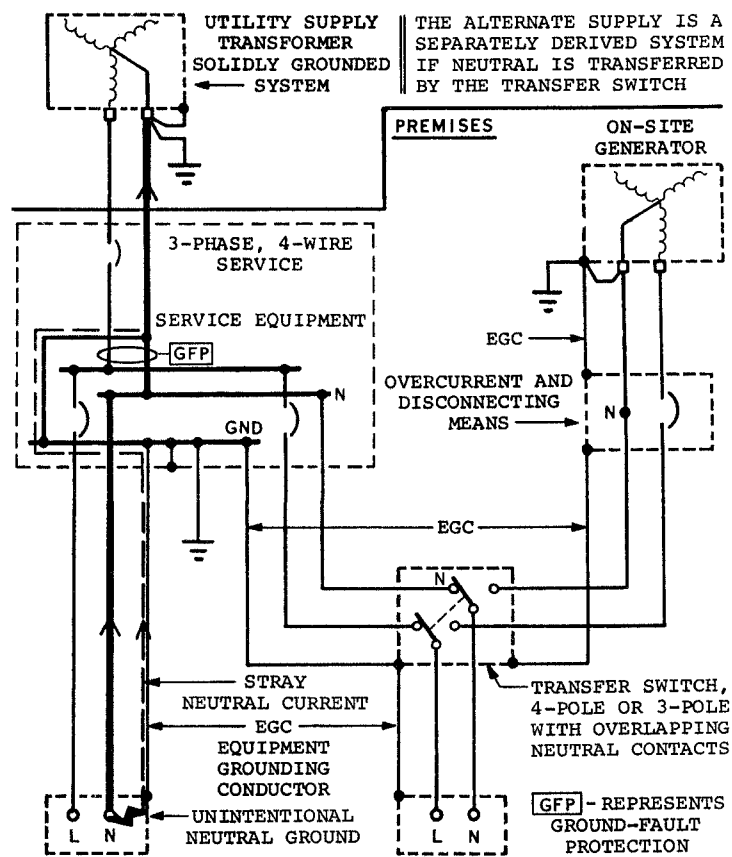 UTILITY SUPPLY
TRANSFORMER
SOLIDLY GROUNDED
SYSTEM
THE ALTERNATE SUPPLY IS A
SEPARATELY DERIVED SYSTEM
IF NEUTRAL IS TRANSFERRED
BY THE TRANSFER SWITCH
PREMISES
ON-SITE
GENERATOR
3-PHASE, 4-WIRE
SERVICE
SERVICE EQUIPMENT
GFP
EGC
N
OVERCURRENT AND
DISCONNECTING
MEANS
N
GND
EGC
N
STRAY
NEUTRAL CURRENT
TRANSFER SWITCH,
4-POLE OR 3-POLE
WITH OVERLAPPING
NEUTRAL CONTACTS
EGC
EQUIPMENT
GROUNDING
CONDUCTOR
UNINTENTIONAL
NEUTRAL GROUND
L N
L N
GFP - REPRESENTS
GROUND-FAULT
PROTECTION